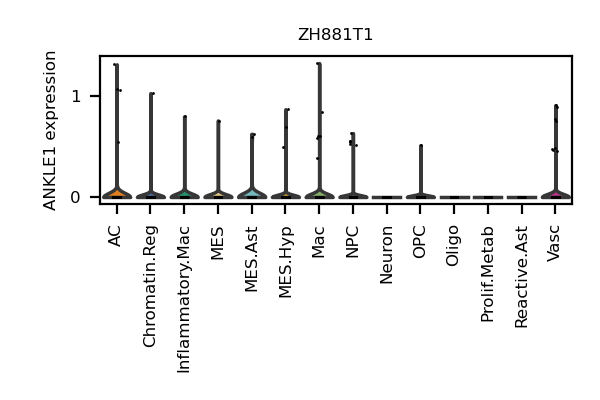 ZH881T1
ANKLE1 expression
1
0
AC
Chromatin.Reg
Inflammatory.Mac
MES
MES.Ast
MES.Hyp
Mac
NPC
Neuron
OPC
Oligo
Prolif.Metab
Reactive.Ast
Vasc